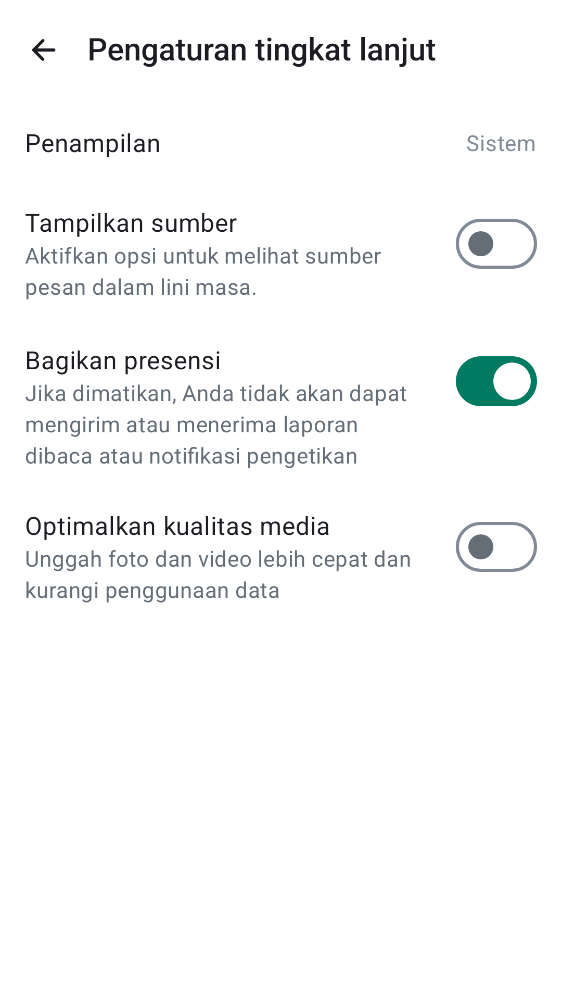 Pengaturan tingkat lanjut
Penampilan
Sistem
Tampilkan sumber
Aktifkan opsi untuk melihat sumber
pesan dalam lini masa.
Bagikan presensi
Jika dimatikan, Anda tidak akan dapat
mengirim atau menerima laporan
dibaca atau notifikasi pengetikan
Optimalkan kualitas media
Unggah foto dan video lebih cepat dan
kurangi penggunaan data